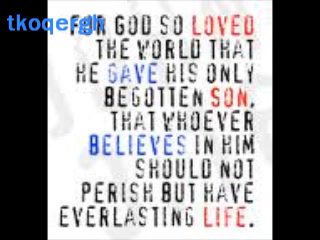 tkoqergh
FOR GOD SO LOVED
THE WORLD THAT
HE GAVE HIS ONLY
BEGOTTEN SON,
THAT WHOEVER
BELIEVES IN HIM
SHOULD NOT
PERISH BUT HAVE
EVERLASTING LIFE.